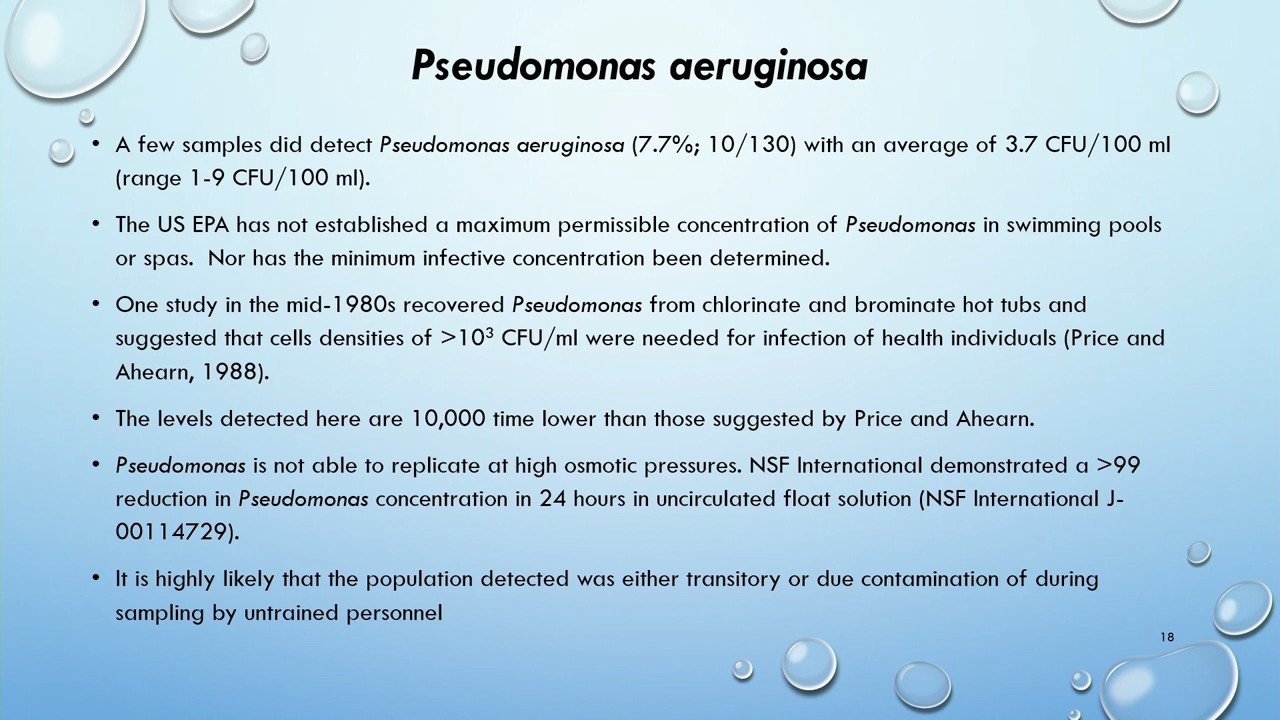 Pseudomonas aeruginosa
• A few samples did detect Pseudomonas aeruginosa (7.7%; 10/130) with an average of 3.7 CFU/100 ml
(range 1-9 CFU/100 ml).
• The US EPA has not established a maximum permissible concentration of Pseudomonas in swimming pools
or spas.  Nor has the minimum infective concentration been determined.
• One study in the mid-1980s recovered Pseudomonas from chlorinate and brominate hot tubs and
suggested that cells densities of >10³ CFU/ml were needed for infection of health individuals (Price and
Ahearn, 1988).
• The levels detected here are 10,000 time lower than those suggested by Price and Ahearn.
• Pseudomonas is not able to replicate at high osmotic pressures. NSF International demonstrated a >99
reduction in Pseudomonas concentration in 24 hours in uncirculated float solution (NSF International J-
00114729).
• It is highly likely that the population detected was either transitory or due contamination of during
sampling by untrained personnel
18